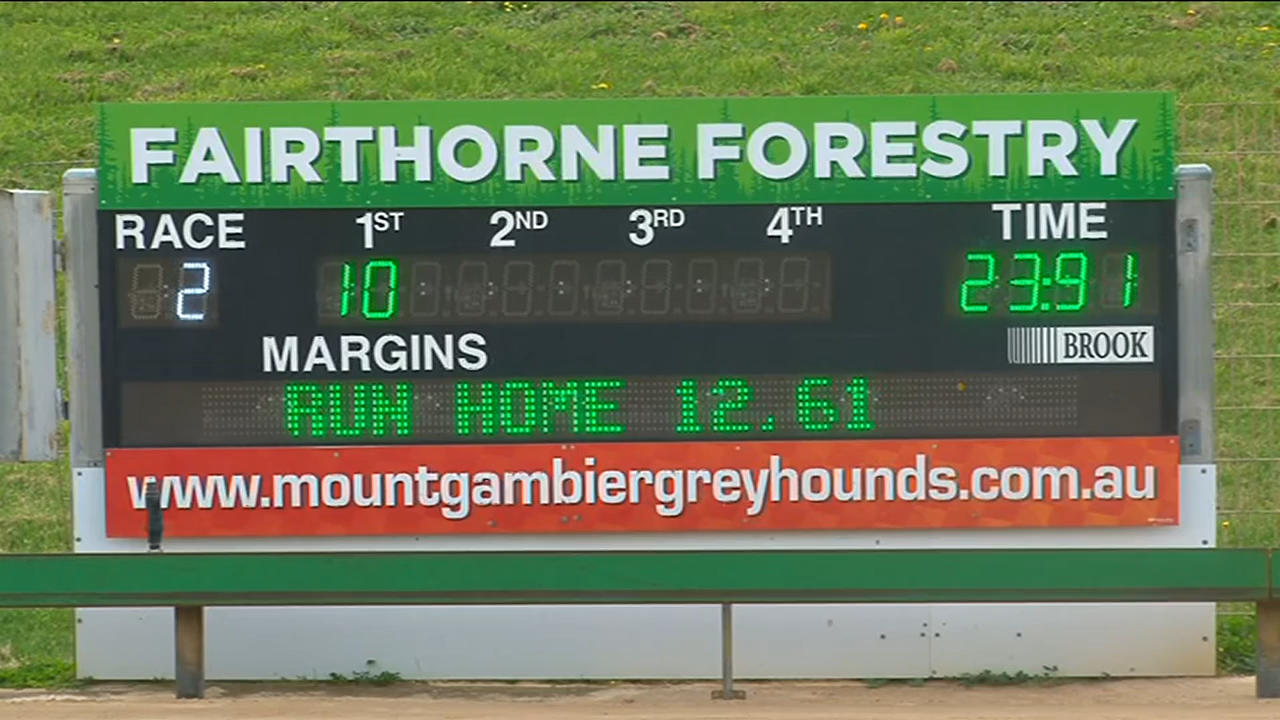 FAIRTHORNE FORESTRY
RACE 1ST 2ND 3RD 4TH TIME
2 10 23:91
MARGINS BROOK
RUN HOME 12.61
www.mountgambiergreyhounds.com.au